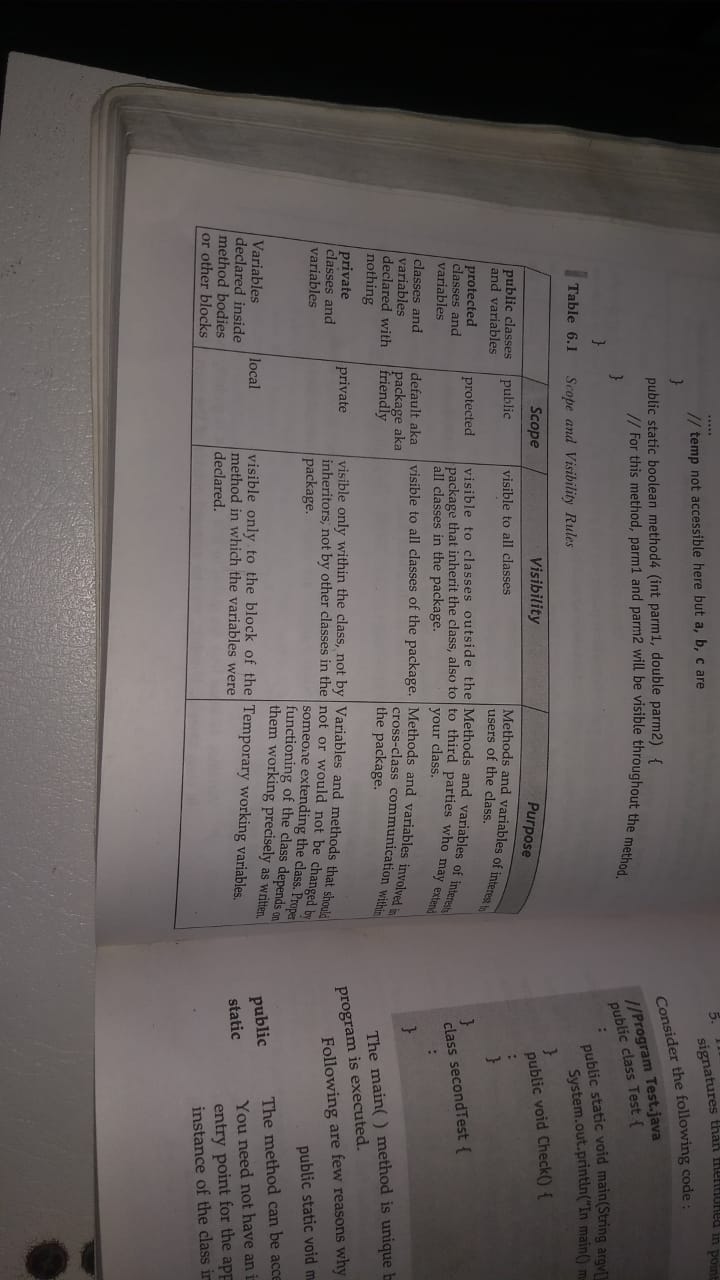 .....
// temp not accessible here but a, b, c are
}
public static boolean method4 (int parm1, double parm2) {
// For this method, parm1 and parm2 will be visible throughout the method.
}
}
Table 6.1 Scope and Visibility Rules
Scope Visibility Purpose
public classes and variables
public
visible to all classes
Methods and variables of interest to
users of the class.
protected
classes and
variables
protected
visible to classes outside the
package that inherit the class, also to
all classes in the package.
Methods and variables of interests
to third parties who may extend
your class.
classes and
variables
declared with
nothing
default aka
package aka
friendly
visible to all classes of the package.
Methods and variables involved in
cross-class communication within
the package.
private
classes and
variables
private
visible only within the class, not by
inheritors, not by other classes in the
package.
Variables and methods that should
not or would not be changed by
someone extending the class. Proper
functioning of the class depends on
them working precisely as written.
Variables
declared inside
method bodies
or other blocks
local
visible only to the block of the
method in which the variables were
declared.
Temporary working variables.
5.
signatures than mentioned in
Consider the following code :
//Program Test.java
public class Test {
:
public static void main(String argv[
System.out.println("In main()
}
:
public void Check() {
}
}
class secondTest {
:
}
The main( ) method is unique
program is executed.
Following are few reasons why
public static void
public The method can be
static You need not have an
entry point for the
instance of the class